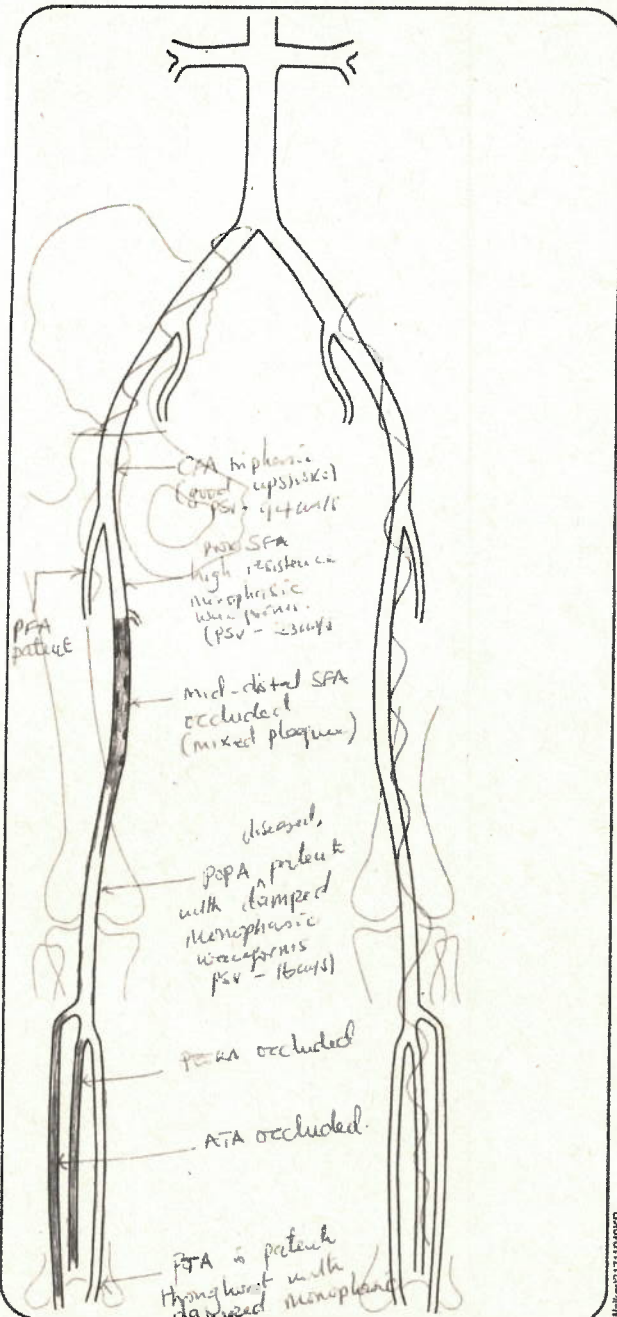 CFA triphasic
(good upstroke)
PSV - 94cm/s
SFA
high resistance
monophasic
waveforms.
(PSV - 23cm/s
PFA
patent
Mid-distal SFA
occluded
(mixed plaque)
diseased,
POPA patent
with damped
monophasic
waveforms
PSV - 16cm/s)
occluded
ATA occluded.
PTA is patent
throughout with
damped monophasic